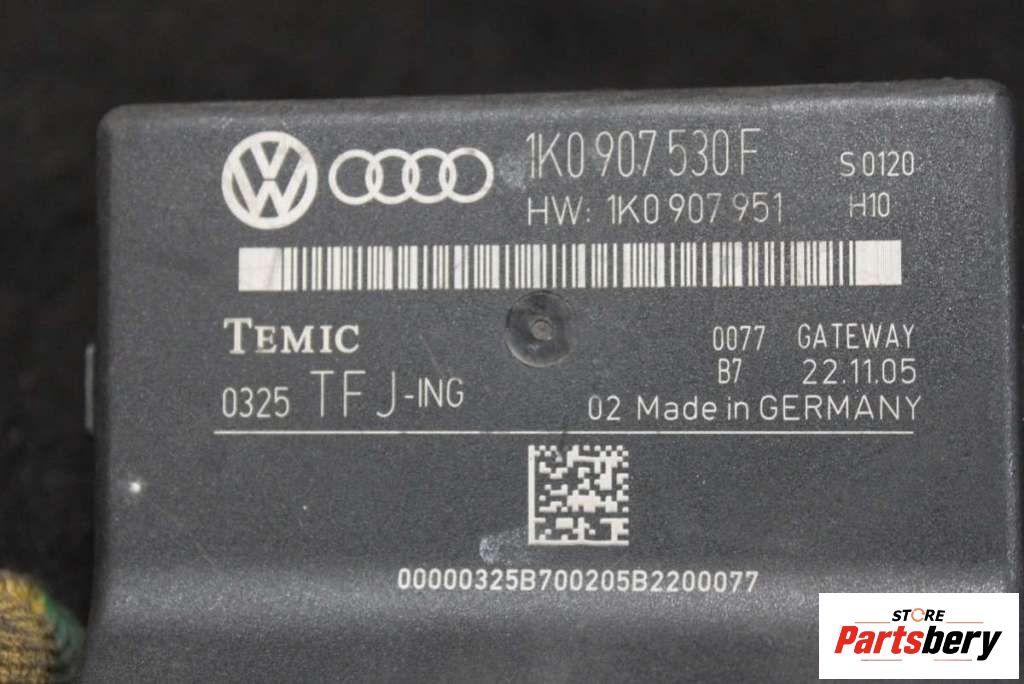 1K0 907 530 F S 0120
HW: 1K0 907 951 H10
TEMIC 0077 GATEWAY
B7 22.11.05
0325 TFJ-ING 02 Made in GERMANY
00000325B700205B2200077
STORE
Partsbery